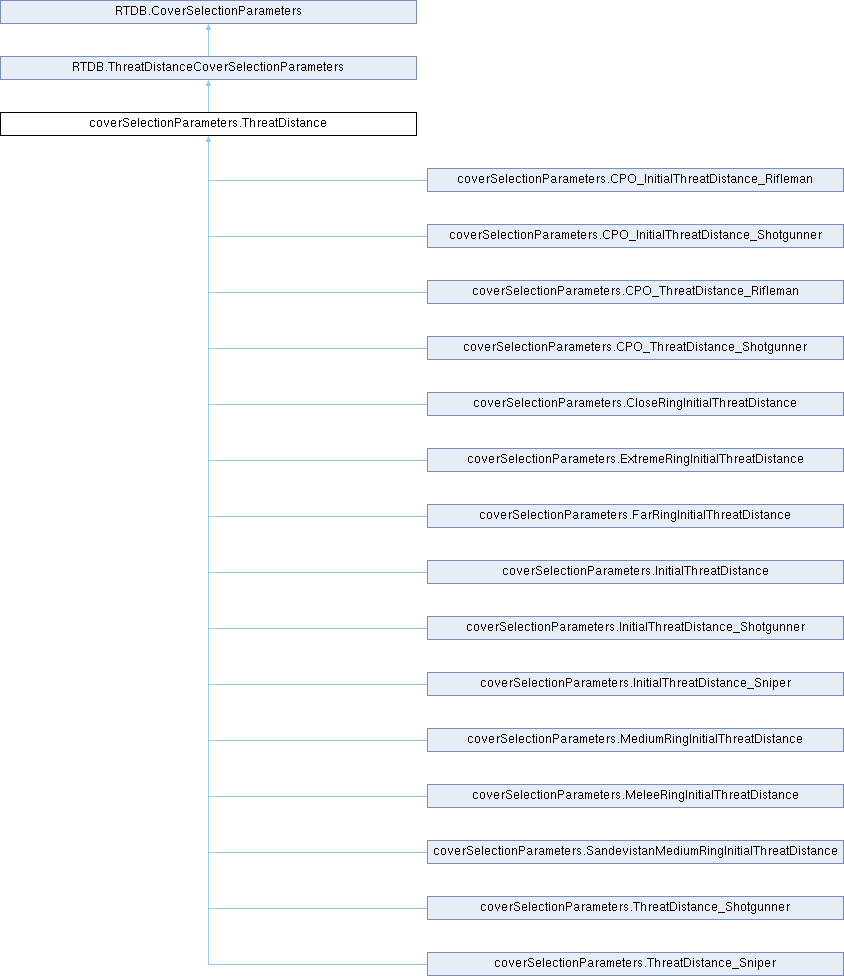 RTDB.CoverSelectionParameters
RTDB.ThreatDistanceCoverSelectionParameters
coverSelectionParameters.ThreatDistance
coverSelectionParameters.CPO_InitialThreatDistance_Rifleman
coverSelectionParameters.CPO_InitialThreatDistance_Shotgunner
coverSelectionParameters.CPO_ThreatDistance_Rifleman
coverSelectionParameters.CPO_ThreatDistance_Shotgunner
coverSelectionParameters.CloseRingInitialThreatDistance
coverSelectionParameters.ExtremeRingInitialThreatDistance
coverSelectionParameters.FarRingInitialThreatDistance
coverSelectionParameters.InitialThreatDistance
coverSelectionParameters.InitialThreatDistance_Shotgunner
coverSelectionParameters.InitialThreatDistance_Sniper
coverSelectionParameters.MediumRingInitialThreatDistance
coverSelectionParameters.MeleeRingInitialThreatDistance
coverSelectionParameters.SandevistanMediumRingInitialThreatDistance
coverSelectionParameters.ThreatDistance_Shotgunner
coverSelectionParameters.ThreatDistance_Sniper